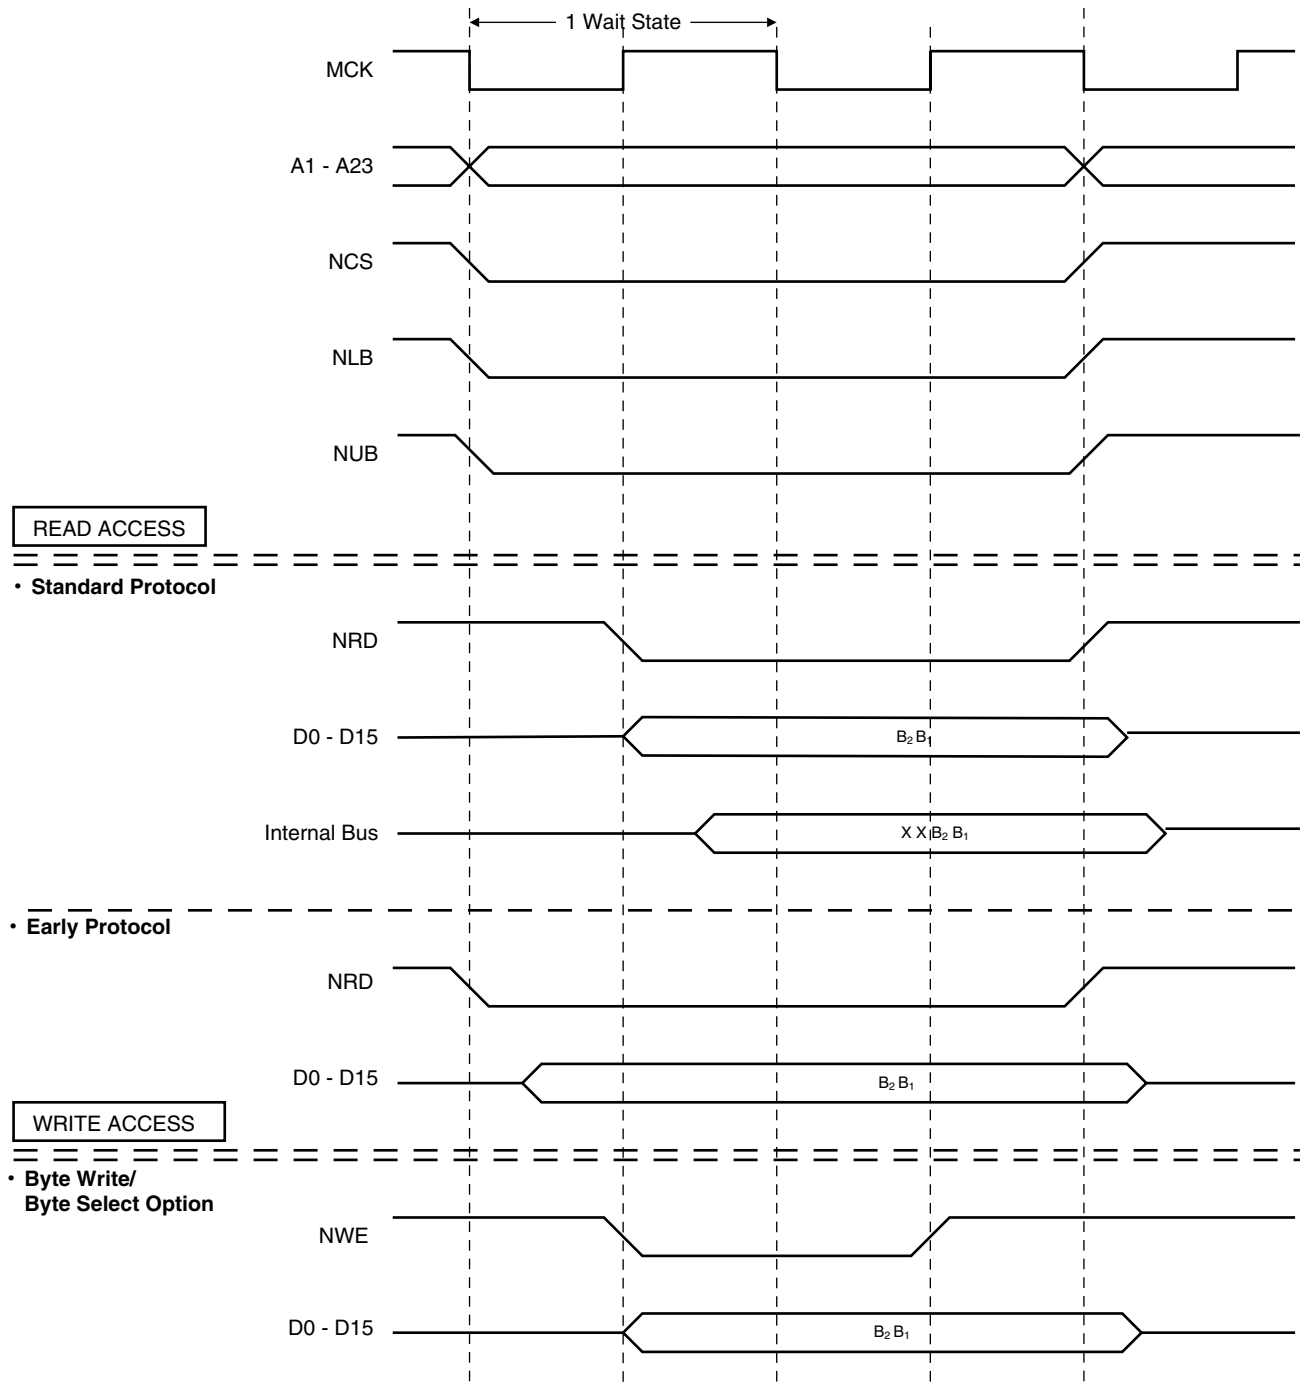 1 Wait State
MCK
A1 - A23
NCS
NLB
NUB
READ ACCESS
• Standard Protocol
NRD
D0 - D15
B₂ B₁
Internal Bus
X X B₂ B₁
• Early Protocol
NRD
D0 - D15
B₂ B₁
WRITE ACCESS
• Byte Write/
Byte Select Option
NWE
D0 - D15
B₂ B₁